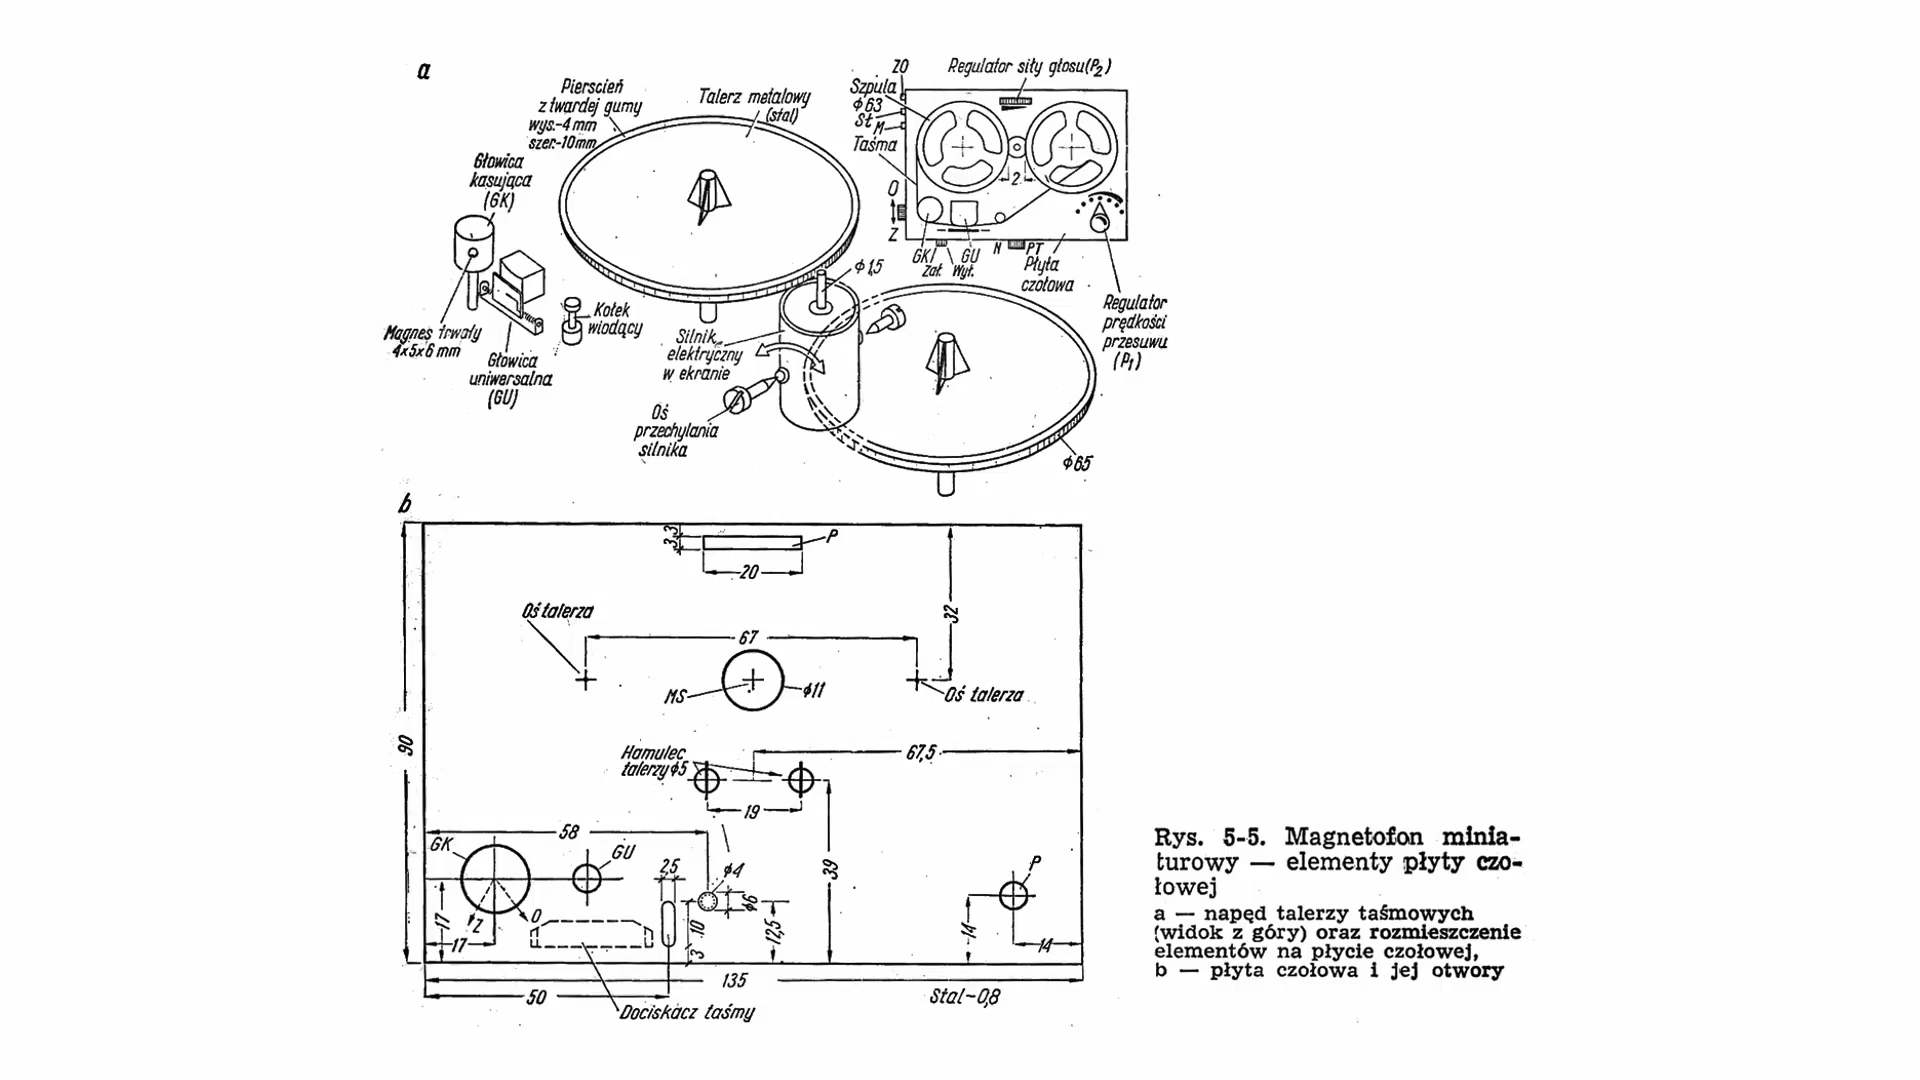 a
Pierscień
z twardej gumy
wys.-4mm
szer.-10mm
Talerz metalowy
(stal)
Głowica
kasująca
(GK)
Magnes trwały
4x5x6 mm
Głowica
uniwersalna
(GU)
Kołek
wiodący
Silnik
elektryczny
w ekranie
Oś
przechylania
silnika
ϕ1,5
ϕ65
ZO
Regulator siły głosu(P₂)
Szpula
ϕ63
St
M
Taśma
2
O
Z
GK
GU
N
PT
Zał.
Wył.
Płyta
czołowa
Regulator
prędkości
przesuwu
(P₁)
b
3
3
P
20
Oś talerza
67
32
MS
ϕ11
Oś talerza
90
Hamulec
talerzy ϕ5
67,5
19
58
GK
GU
2,5
ϕ4
ϕ6
39
P
17
Z
O
17
10
3
12,5
14
14
135
50
Stal-0,8
Dociskacz taśmy
Rys. 5-5. Magnetofon minia-
turowy — elementy płyty czo-
łowej
a — napęd talerzy taśmowych
(widok z góry) oraz rozmieszczenie
elementów na płycie czołowej,
b — płyta czołowa i jej otwory